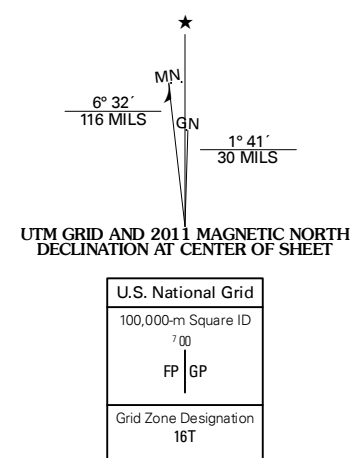 ★
M.N.
6° 32´
116 MILS
GN
1° 41´
30 MILS
UTM GRID AND 2011 MAGNETIC NORTH
DECLINATION AT CENTER OF SHEET
U.S. National Grid
100,000-m Square ID
⁷00
FP GP
Grid Zone Designation
16T